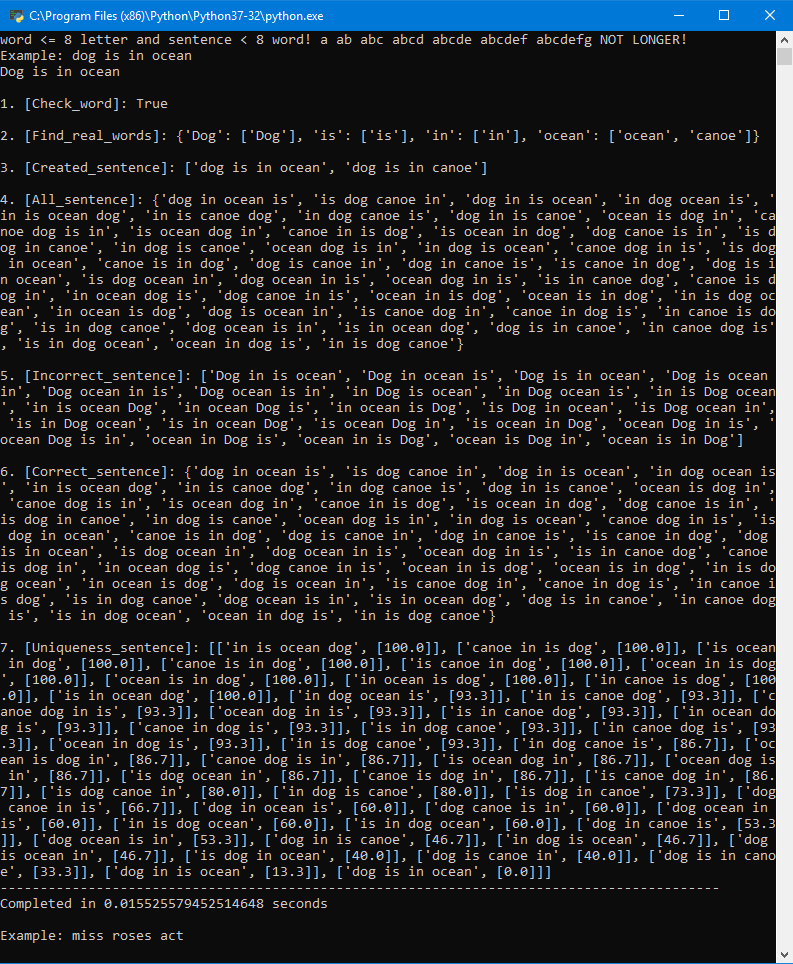 C:\Program Files (x86)\Python\Python37-32\python.exe
word <= 8 letter and sentence < 8 word! a ab abc abcd abcde abcdef abcdefg NOT LONGER!
Example: dog is in ocean
Dog is in ocean
1. [Check_word]: True
2. [Find_real_words]: {'Dog': ['Dog'], 'is': ['is'], 'in': ['in'], 'ocean': ['ocean', 'canoe']}
3. [Created_sentence]: ['dog is in ocean', 'dog is in canoe']
4. [All_sentence]: {'dog in ocean is', 'is dog canoe in', 'dog in is ocean', 'in dog ocean is', '
in is ocean dog', 'in is canoe dog', 'in dog canoe is', 'dog in is canoe', 'ocean is dog in', 'ca
noe dog is in', 'is ocean dog in', 'canoe in is dog', 'is ocean in dog', 'dog canoe is in', 'is d
og in canoe', 'in dog is canoe', 'ocean dog is in', 'in dog is ocean', 'canoe dog in is', 'is dog
 in ocean', 'canoe is in dog', 'dog is canoe in', 'dog in canoe is', 'is canoe in dog', 'dog is i
n ocean', 'is dog ocean in', 'dog ocean in is', 'ocean dog in is', 'is in canoe dog', 'canoe is d
og in', 'in ocean dog is', 'dog canoe in is', 'ocean in is dog', 'ocean is in dog', 'in is dog oc
ean', 'in ocean is dog', 'dog is ocean in', 'is canoe dog in', 'canoe in dog is', 'in canoe is do
g', 'is in dog canoe', 'dog ocean is in', 'is in ocean dog', 'dog is in canoe', 'in canoe dog is'
, 'is in dog ocean', 'ocean in dog is', 'in is dog canoe'}
5. [Incorrect_sentence]: ['Dog in is ocean', 'Dog in ocean is', 'Dog is in ocean', 'Dog is ocean
in', 'Dog ocean in is', 'Dog ocean is in', 'in Dog is ocean', 'in Dog ocean is', 'in is Dog ocean
', 'in is ocean Dog', 'in ocean Dog is', 'in ocean is Dog', 'is Dog in ocean', 'is Dog ocean in',
 'is in Dog ocean', 'is in ocean Dog', 'is ocean Dog in', 'is ocean in Dog', 'ocean Dog in is', '
ocean Dog is in', 'ocean in Dog is', 'ocean in is Dog', 'ocean is Dog in', 'ocean is in Dog']
6. [Correct_sentence]: {'dog in ocean is', 'is dog canoe in', 'dog in is ocean', 'in dog ocean is
', 'in is ocean dog', 'in is canoe dog', 'in dog canoe is', 'dog in is canoe', 'ocean is dog in',
 'canoe dog is in', 'is ocean dog in', 'canoe in is dog', 'is ocean in dog', 'dog canoe is in', '
is dog in canoe', 'in dog is canoe', 'ocean dog is in', 'in dog is ocean', 'canoe dog in is', 'is
 dog in ocean', 'canoe is in dog', 'dog is canoe in', 'dog in canoe is', 'is canoe in dog', 'dog
is in ocean', 'is dog ocean in', 'dog ocean in is', 'ocean dog in is', 'is in canoe dog', 'canoe
is dog in', 'in ocean dog is', 'dog canoe in is', 'ocean in is dog', 'ocean is in dog', 'in is do
g ocean', 'in ocean is dog', 'dog is ocean in', 'is canoe dog in', 'canoe in dog is', 'in canoe i
s dog', 'is in dog canoe', 'dog ocean is in', 'is in ocean dog', 'dog is in canoe', 'in canoe dog
 is', 'is in dog ocean', 'ocean in dog is', 'in is dog canoe'}
7. [Uniqueness_sentence]: [['in is ocean dog', [100.0]], ['canoe in is dog', [100.0]], ['is ocean
 in dog', [100.0]], ['canoe is in dog', [100.0]], ['is canoe in dog', [100.0]], ['ocean in is dog
', [100.0]], ['ocean is in dog', [100.0]], ['in ocean is dog', [100.0]], ['in canoe is dog', [100
.0]], ['is in ocean dog', [100.0]], ['in dog ocean is', [93.3]], ['in is canoe dog', [93.3]], ['c
anoe dog in is', [93.3]], ['ocean dog in is', [93.3]], ['is in canoe dog', [93.3]], ['in ocean do
g is', [93.3]], ['canoe in dog is', [93.3]], ['is in dog canoe', [93.3]], ['in canoe dog is', [93
.3]], ['ocean in dog is', [93.3]], ['in is dog canoe', [93.3]], ['in dog canoe is', [86.7]], ['oc
ean is dog in', [86.7]], ['canoe dog is in', [86.7]], ['is ocean dog in', [86.7]], ['ocean dog is
 in', [86.7]], ['is dog ocean in', [86.7]], ['canoe is dog in', [86.7]], ['is canoe dog in', [86.
7]], ['is dog canoe in', [80.0]], ['in dog is canoe', [80.0]], ['is dog in canoe', [73.3]], ['dog
 canoe in is', [66.7]], ['dog in ocean is', [60.0]], ['dog canoe is in', [60.0]], ['dog ocean in
is', [60.0]], ['in is dog ocean', [60.0]], ['is in dog ocean', [60.0]], ['dog in canoe is', [53.3
]], ['dog ocean is in', [53.3]], ['dog in is canoe', [46.7]], ['in dog is ocean', [46.7]], ['dog
is ocean in', [46.7]], ['is dog in ocean', [40.0]], ['dog is canoe in', [40.0]], ['dog is in cano
e', [33.3]], ['dog in is ocean', [13.3]], ['dog is in ocean', [0.0]]]
------------------------------------------------------------------------------------------
Completed in 0.015525579452514648 seconds
Example: miss roses act